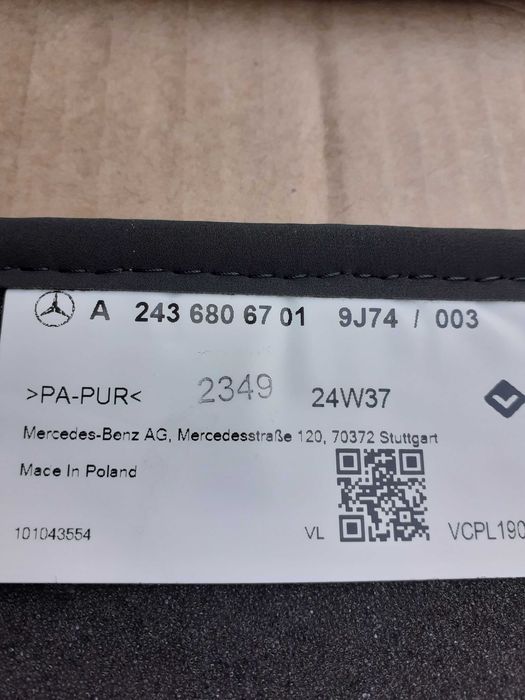 A 243 680 67 01 9J74 / 003
>PA-PUR< 2349 24W37
Mercedes-Benz AG, Mercedesstraße 120, 70372 Stuttgart
Mace In Poland
101043554 VL VCPL190